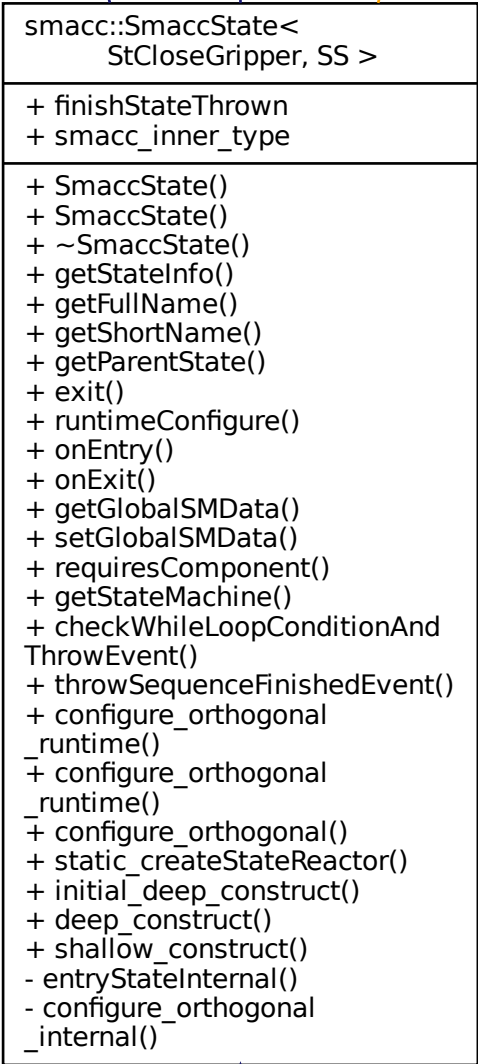 smacc::SmaccState<
StCloseGripper, SS >
+ finishStateThrown
+ smacc_inner_type
+ SmaccState()
+ SmaccState()
+ ~SmaccState()
+ getStateInfo()
+ getFullName()
+ getShortName()
+ getParentState()
+ exit()
+ runtimeConfigure()
+ onEntry()
+ onExit()
+ getGlobalSMData()
+ setGlobalSMData()
+ requiresComponent()
+ getStateMachine()
+ checkWhileLoopConditionAnd
ThrowEvent()
+ throwSequenceFinishedEvent()
+ configure_orthogonal
_runtime()
+ configure_orthogonal
_runtime()
+ configure_orthogonal()
+ static_createStateReactor()
+ initial_deep_construct()
+ deep_construct()
+ shallow_construct()
- entryStateInternal()
- configure_orthogonal
_internal()